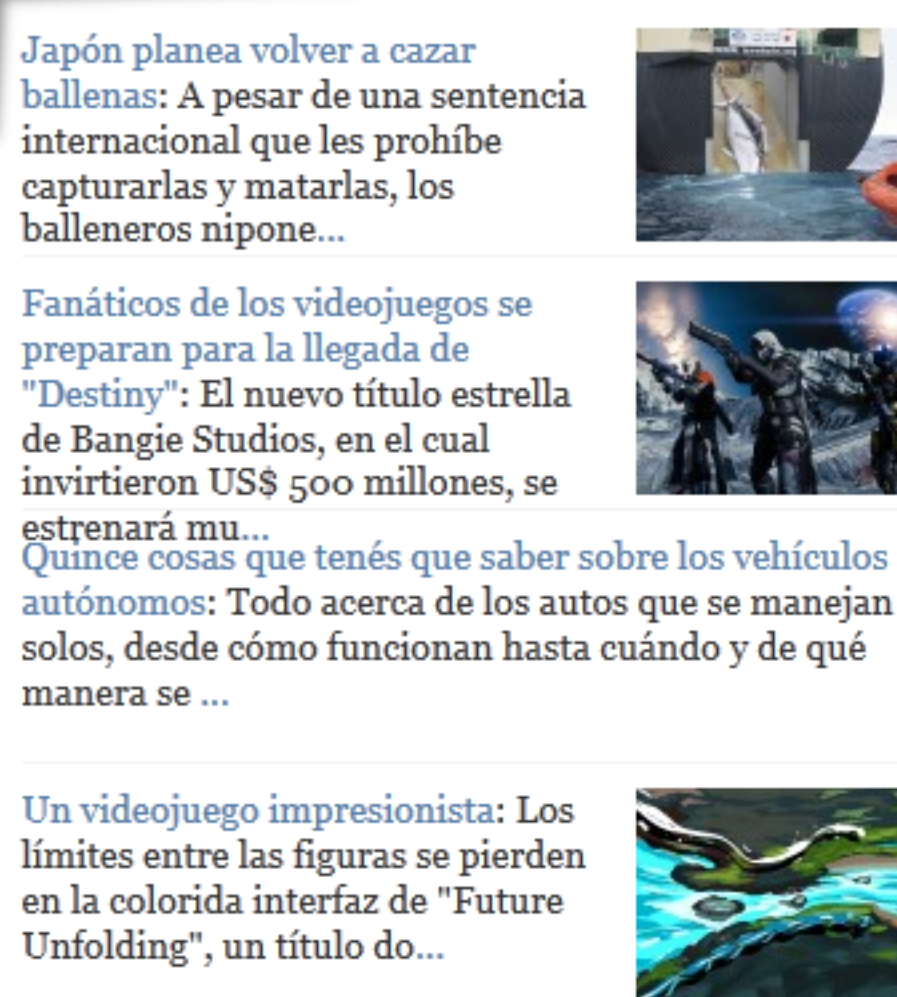 Japón planea volver a cazar
ballenas: A pesar de una sentencia
internacional que les prohíbe
capturarlas y matarlas, los
balleneros nipone...
Fanáticos de los videojuegos se
preparan para la llegada de
"Destiny": El nuevo título estrella
de Bangie Studios, en el cual
invirtieron US$ 500 millones, se
estrenará mu...
Quince cosas que tenés que saber sobre los vehículos
autónomos: Todo acerca de los autos que se manejan
solos, desde cómo funcionan hasta cuándo y de qué
manera se ...
Un videojuego impresionista: Los
límites entre las figuras se pierden
en la colorida interfaz de "Future
Unfolding", un título do...